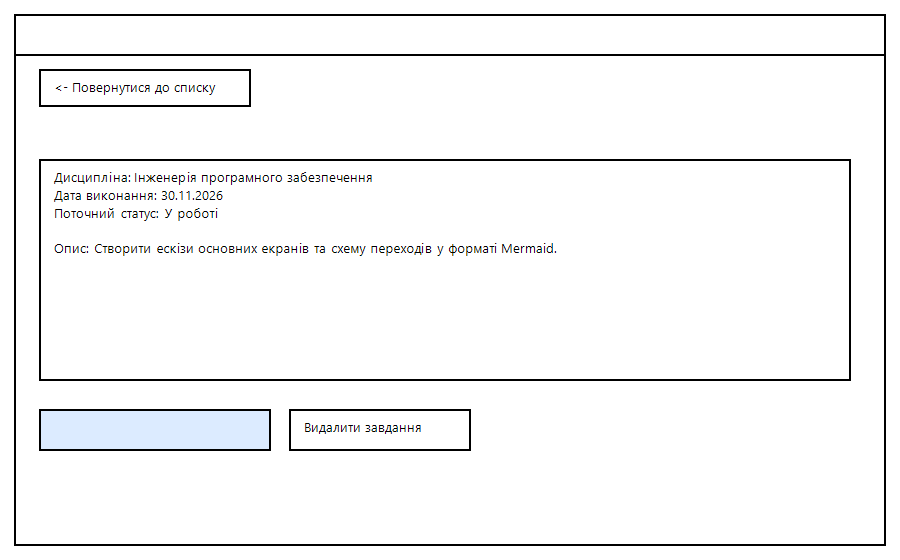 <- Повернутися до списку
Дисципліна: Інженерія програмного забезпечення
Дата виконання: 30.11.2026
Поточний статус: У роботі
Опис: Створити ескізи основних екранів та схему переходів у форматі Mermaid.
Видалити завдання